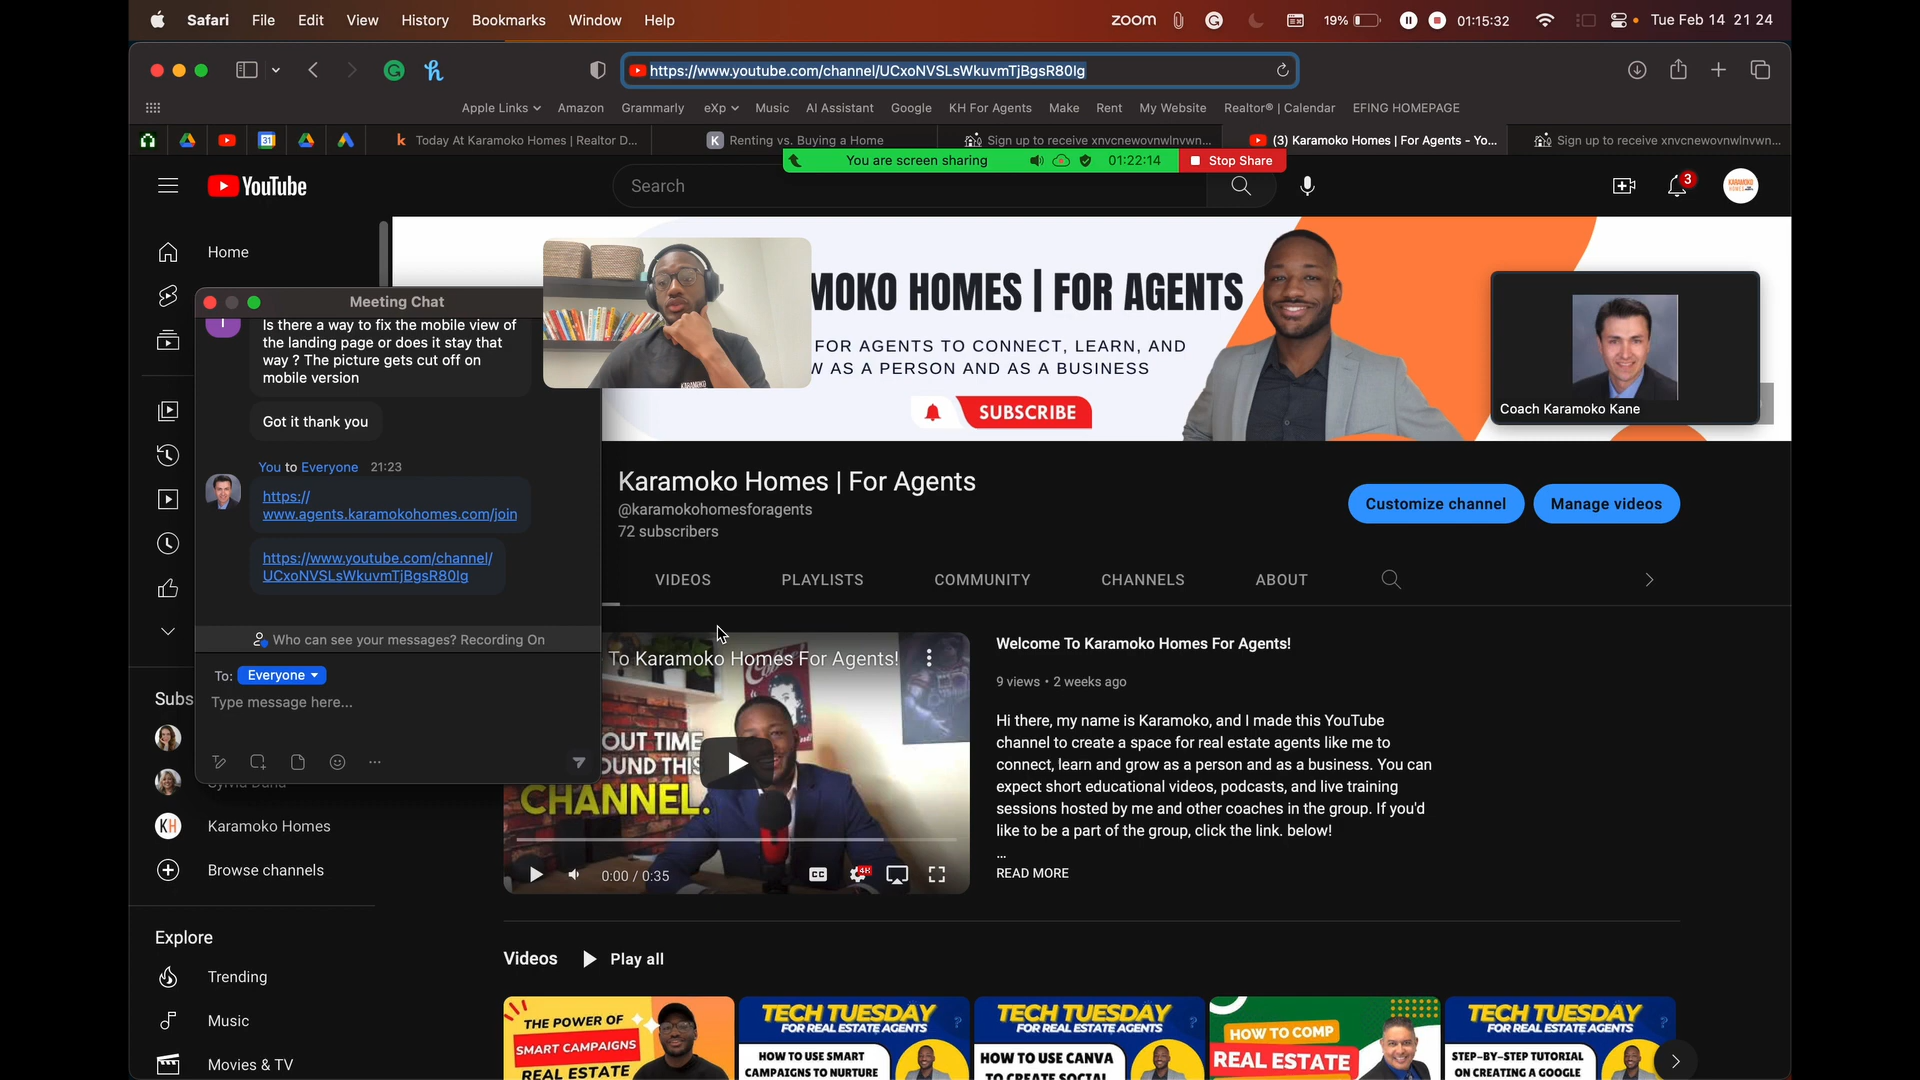 Safari File Edit View History Bookmarks Window Help
zoom 19% 01:15:32 Tue Feb 14 21 24
https://www.youtube.com/channel/UCxoNVSLsWkuvmTjBgsR80lg
Apple Links Amazon Grammarly eXp Music AI Assistant Google KH For Agents Make Rent My Website Realtor® | Calendar EFING HOMEPAGE
Today At Karamoko Homes | Realtor D...
Renting vs. Buying a Home
Sign up to receive xnvcnewovnwlnvwn...
(3) Karamoko Homes | For Agents - Yo...
Sign up to receive xnvcnewovnwlnvwn...
You are screen sharing 01:22:14 Stop Share
YouTube
Search
3
Home
Meeting Chat
Is there a way to fix the mobile view of
the landing page or does it stay that
way ? The picture gets cut off on
mobile version
Got it thank you
You to Everyone 21:23
https://
www.agents.karamokohomes.com/join
https://www.youtube.com/channel/
UCxoNVSLsWkuvmTjBgsR80lg
Who can see your messages? Recording On
To: Everyone
Type message here...
MOKO HOMES | FOR AGENTS
FOR AGENTS TO CONNECT, LEARN, AND
W AS A PERSON AND AS A BUSINESS
SUBSCRIBE
Coach Karamoko Kane
Karamoko Homes | For Agents
@karamokohomesforagents
72 subscribers
Customize channel
Manage videos
VIDEOS PLAYLISTS COMMUNITY CHANNELS ABOUT
To Karamoko Homes For Agents!
OUT TIME
OUND THIS
CHANNEL.
0:00 / 0:35
CC
4K
Welcome To Karamoko Homes For Agents!
9 views • 2 weeks ago
Hi there, my name is Karamoko, and I made this YouTube
channel to create a space for real estate agents like me to
connect, learn and grow as a person and as a business. You can
expect short educational videos, podcasts, and live training
sessions hosted by me and other coaches in the group. If you'd
like to be a part of the group, click the link. below!
...
READ MORE
Subs
KH Karamoko Homes
Browse channels
Explore
Trending
Music
Movies & TV
Videos Play all
THE POWER OF
SMART CAMPAIGNS
REAL ESTATE
TECH TUESDAY
FOR REAL ESTATE AGENTS
HOW TO USE SMART
CAMPAIGNS TO NURTURE
TECH TUESDAY
FOR REAL ESTATE AGENTS
HOW TO USE CANVA
TO CREATE SOCIAL
HOW TO COMP
REAL ESTATE
TECH TUESDAY
FOR REAL ESTATE AGENTS
STEP-BY-STEP TUTORIAL
ON CREATING A GOOGLE